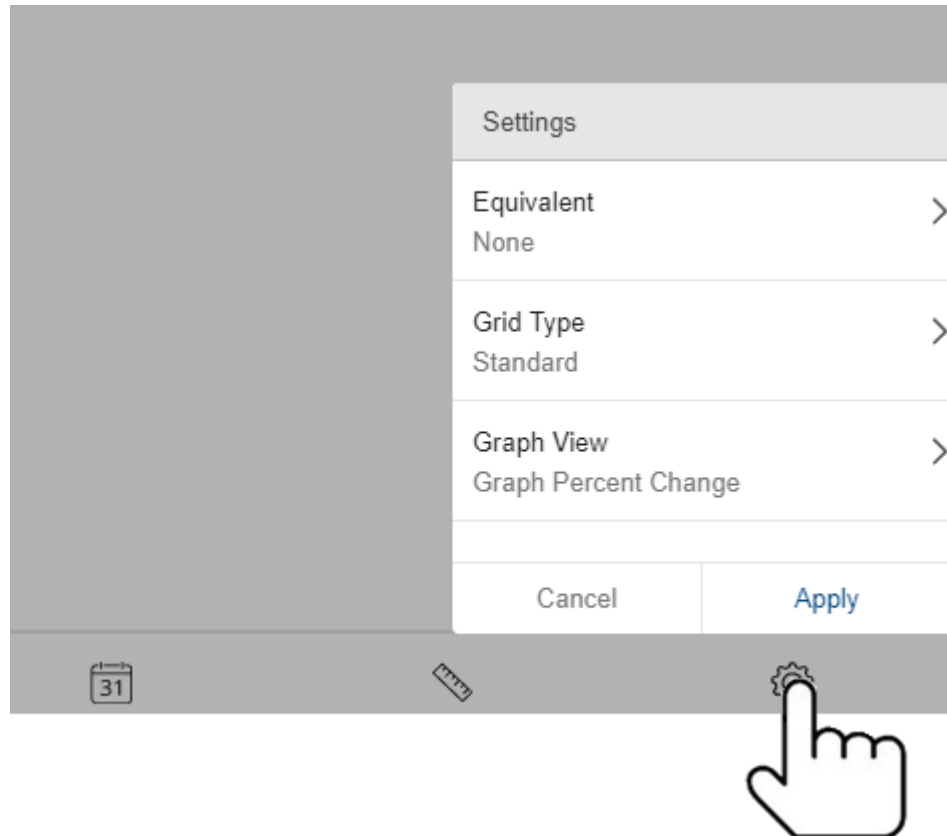 Settings
Equivalent
None
Grid Type
Standard
Graph View
Graph Percent Change
Cancel Apply
31